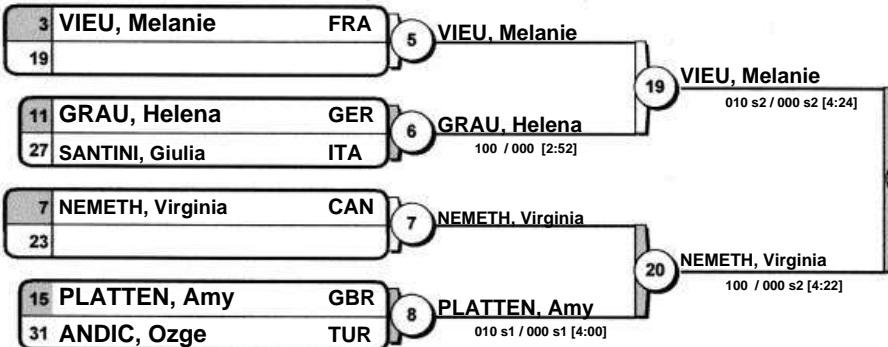 3 VIEU, Melanie FRA
19
5
VIEU, Melanie
11 GRAU, Helena GER
27 SANTINI, Giulia ITA
6
GRAU, Helena
100 / 000 [2:52]
19
VIEU, Melanie
010 s2 / 000 s2 [4:24]
7 NEMETH, Virginia CAN
23
7
NEMETH, Virginia
15 PLATTEN, Amy GBR
31 ANDIC, Ozge TUR
8
PLATTEN, Amy
010 s1 / 000 s1 [4:00]
20
NEMETH, Virginia
100 / 000 s2 [4:22]